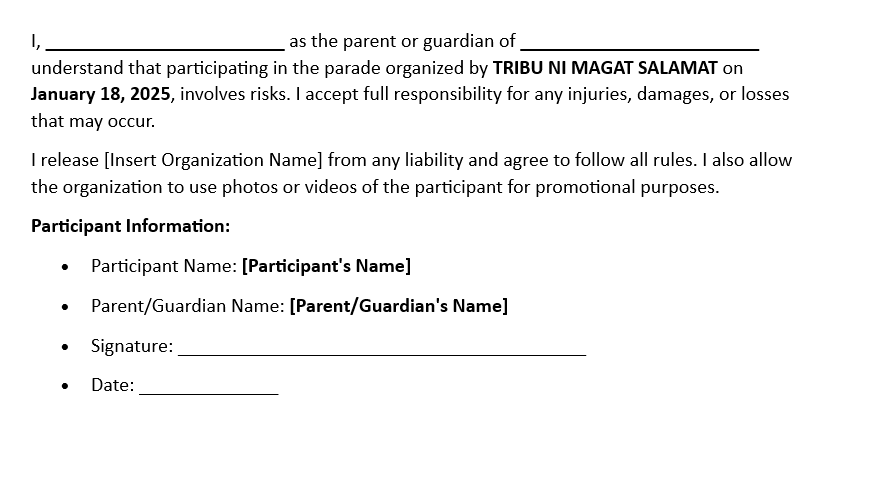 I, ________________________ as the parent or guardian of ________________________
understand that participating in the parade organized by TRIBU NI MAGAT SALAMAT on
January 18, 2025, involves risks. I accept full responsibility for any injuries, damages, or losses
that may occur.
I release [Insert Organization Name] from any liability and agree to follow all rules. I also allow
the organization to use photos or videos of the participant for promotional purposes.
Participant Information:
• Participant Name: [Participant's Name]
• Parent/Guardian Name: [Parent/Guardian's Name]
• Signature: _________________________________________
• Date: ______________